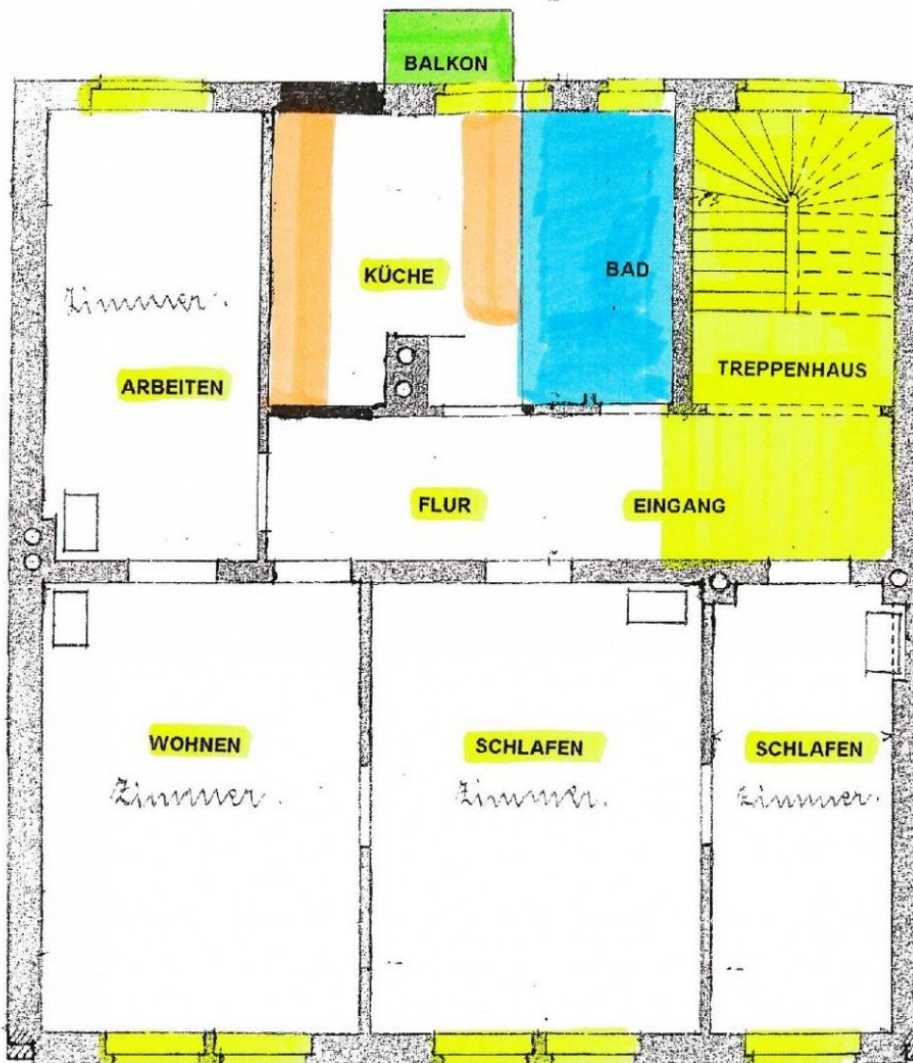 BALKON
KÜCHE
BAD
Zimmer.
TREPPENHAUS
ARBEITEN
FLUR
EINGANG
WOHNEN
SCHLAFEN
SCHLAFEN
Zimmer.
Zimmer.
Zimmer.